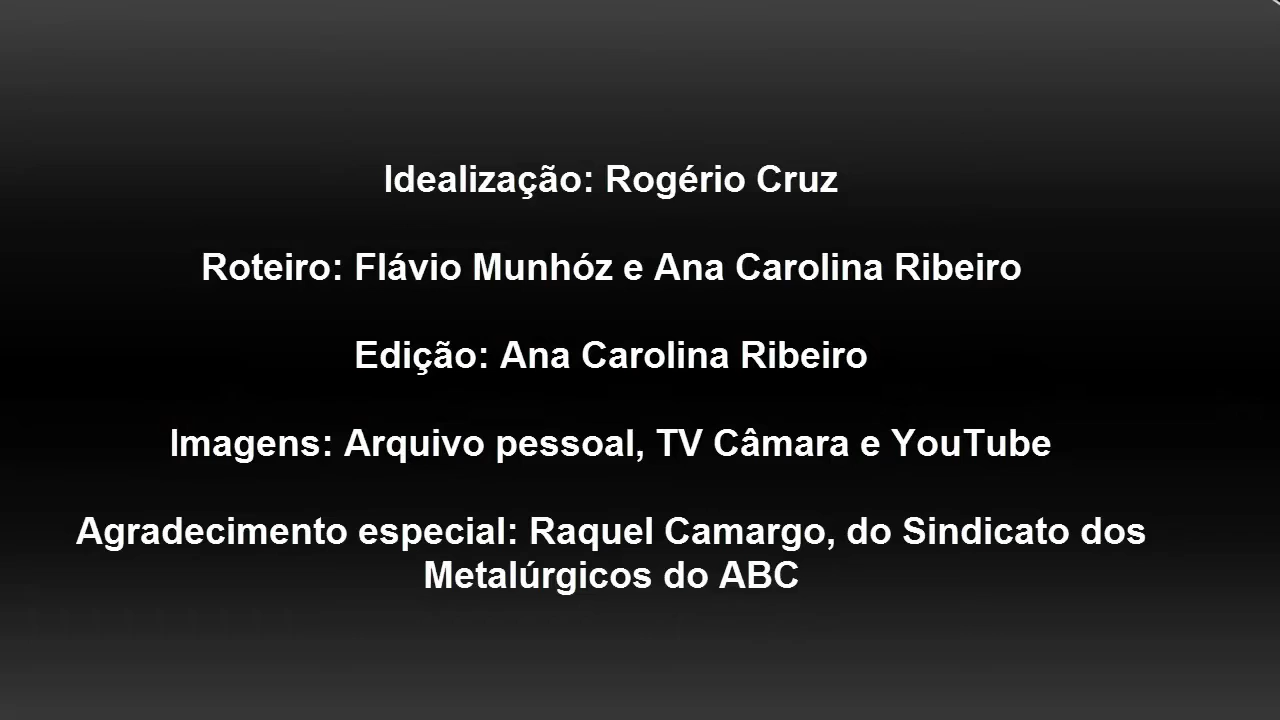 Idealização: Rogério Cruz
Roteiro: Flávio Munhóz e Ana Carolina Ribeiro
Edição: Ana Carolina Ribeiro
Imagens: Arquivo pessoal, TV Câmara e YouTube
Agradecimento especial: Raquel Camargo, do Sindicato dos
Metalúrgicos do ABC